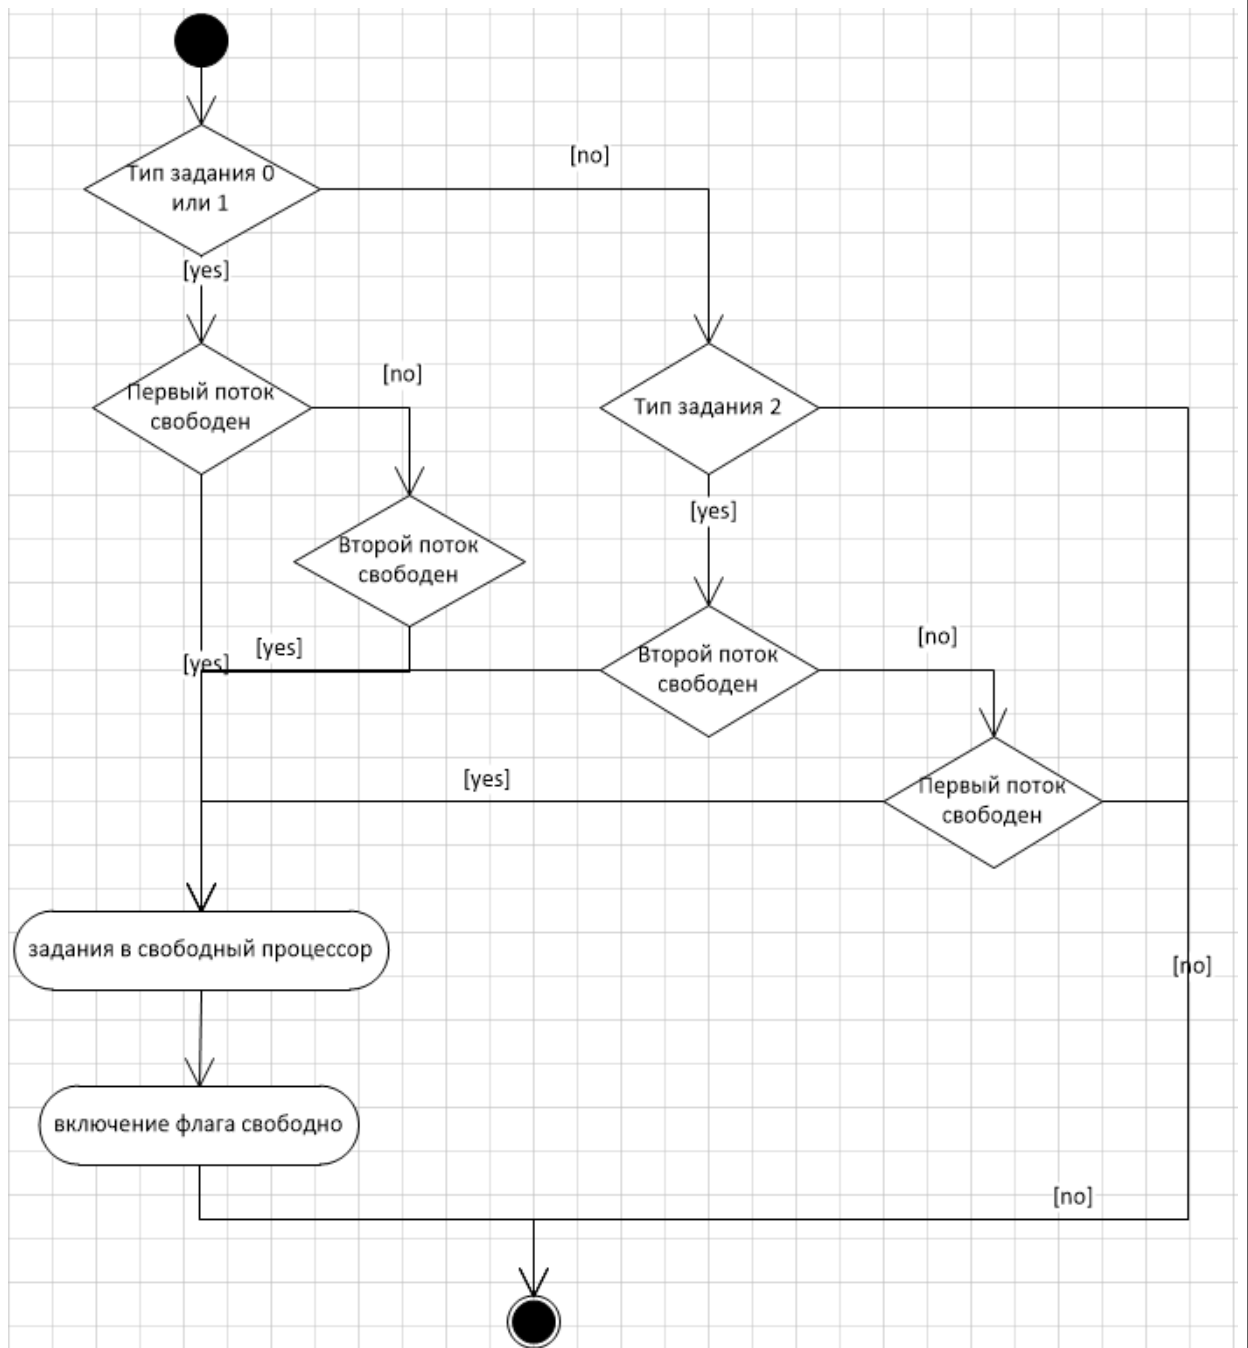 [no]
Тип задания 0
или 1
[yes]
[no]
Первый поток
свободен
Тип задания 2
[yes]
Второй поток
свободен
[no]
[yes]
[yes]
Второй поток
свободен
[yes]
Первый поток
свободен
задания в свободный процессор
[no]
включение флага свободно
[no]